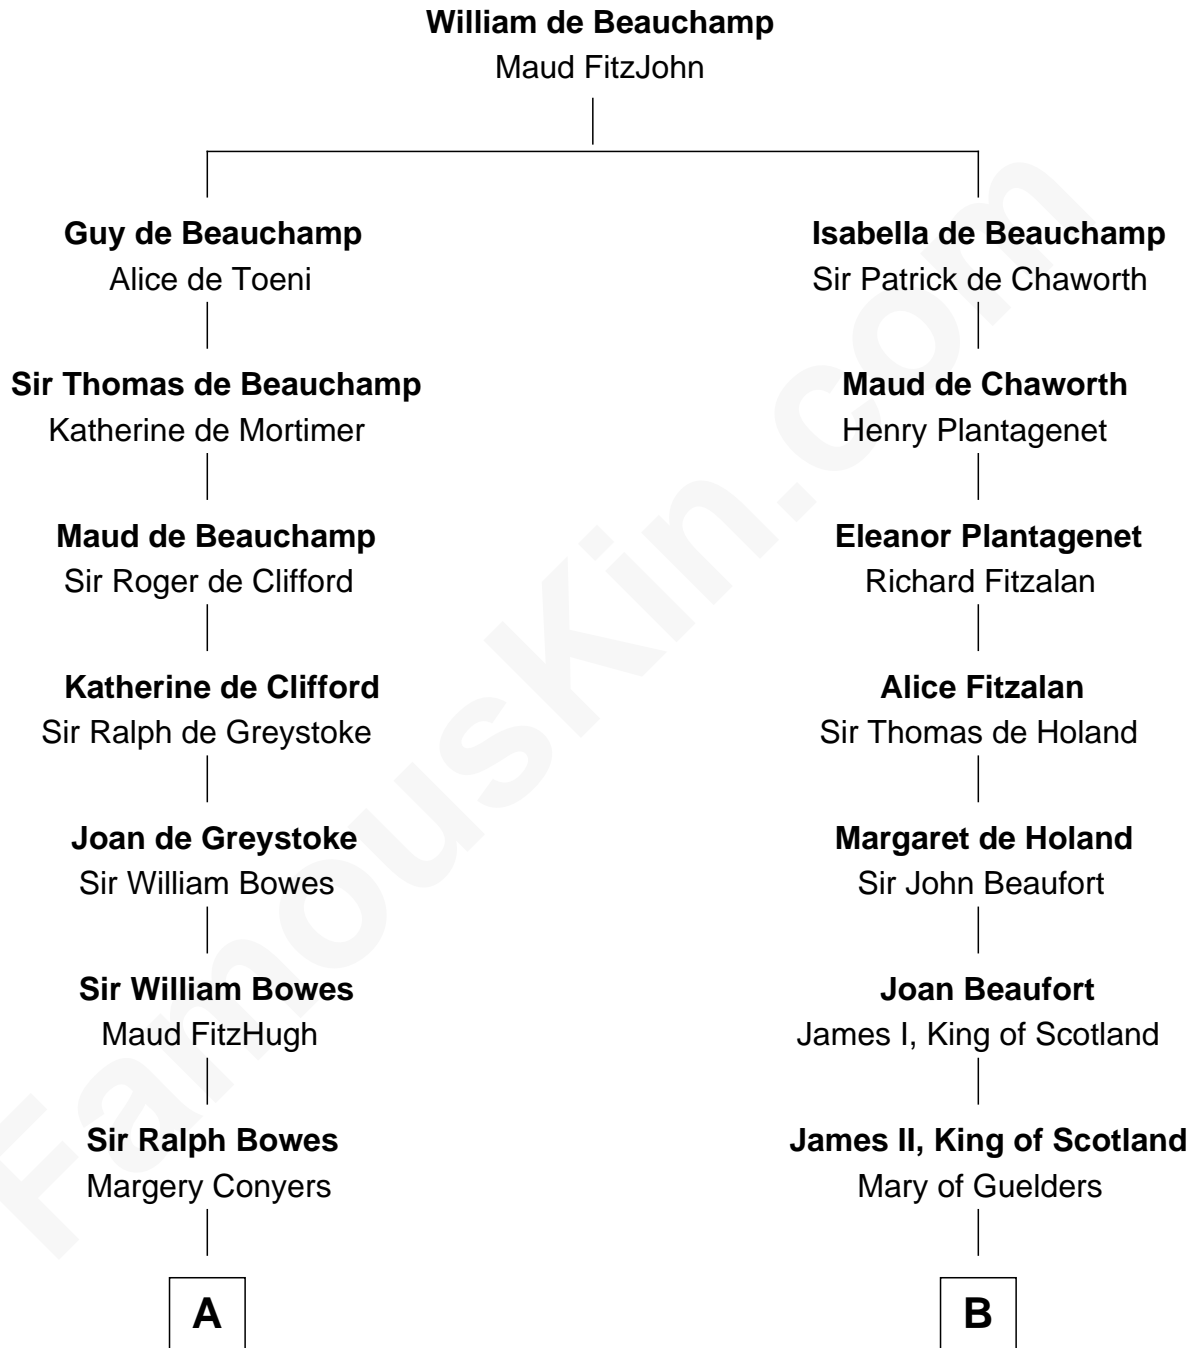 William de Beauchamp
Maud FitzJohn
Guy de Beauchamp
Alice de Toeni
Isabella de Beauchamp
Sir Patrick de Chaworth
Sir Thomas de Beauchamp
Katherine de Mortimer
Maud de Chaworth
Henry Plantagenet
Maud de Beauchamp
Sir Roger de Clifford
Eleanor Plantagenet
Richard Fitzalan
Katherine de Clifford
Sir Ralph de Greystoke
Alice Fitzalan
Sir Thomas de Holand
Joan de Greystoke
Sir William Bowes
Margaret de Holand
Sir John Beaufort
Sir William Bowes
Maud FitzHugh
Joan Beaufort
James I, King of Scotland
Sir Ralph Bowes
Margery Conyers
James II, King of Scotland
Mary of Guelders
A
B
FamousKin.com